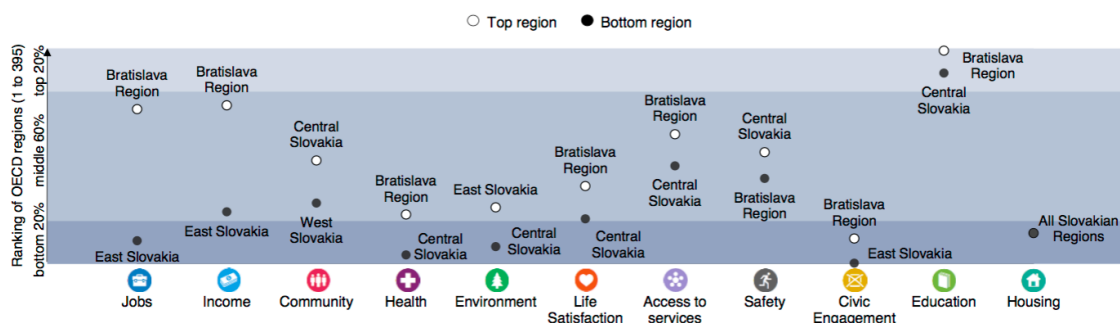 Top region
Bottom region
Ranking of OECD regions (1 to 395)
top 20%
middle 60%
bottom 20%
Bratislava
Region
East Slovakia
Bratislava
Region
East Slovakia
Central
Slovakia
West
Slovakia
Bratislava
Region
Central
Slovakia
East Slovakia
Central
Slovakia
Bratislava
Region
Central
Slovakia
Bratislava
Region
Central
Slovakia
Central
Slovakia
Bratislava
Region
Bratislava
Region
East Slovakia
Bratislava
Region
Central
Slovakia
All Slovakian
Regions
Jobs
Income
Community
Health
Environment
Life
Satisfaction
Access to
services
Safety
Civic
Engagement
Education
Housing